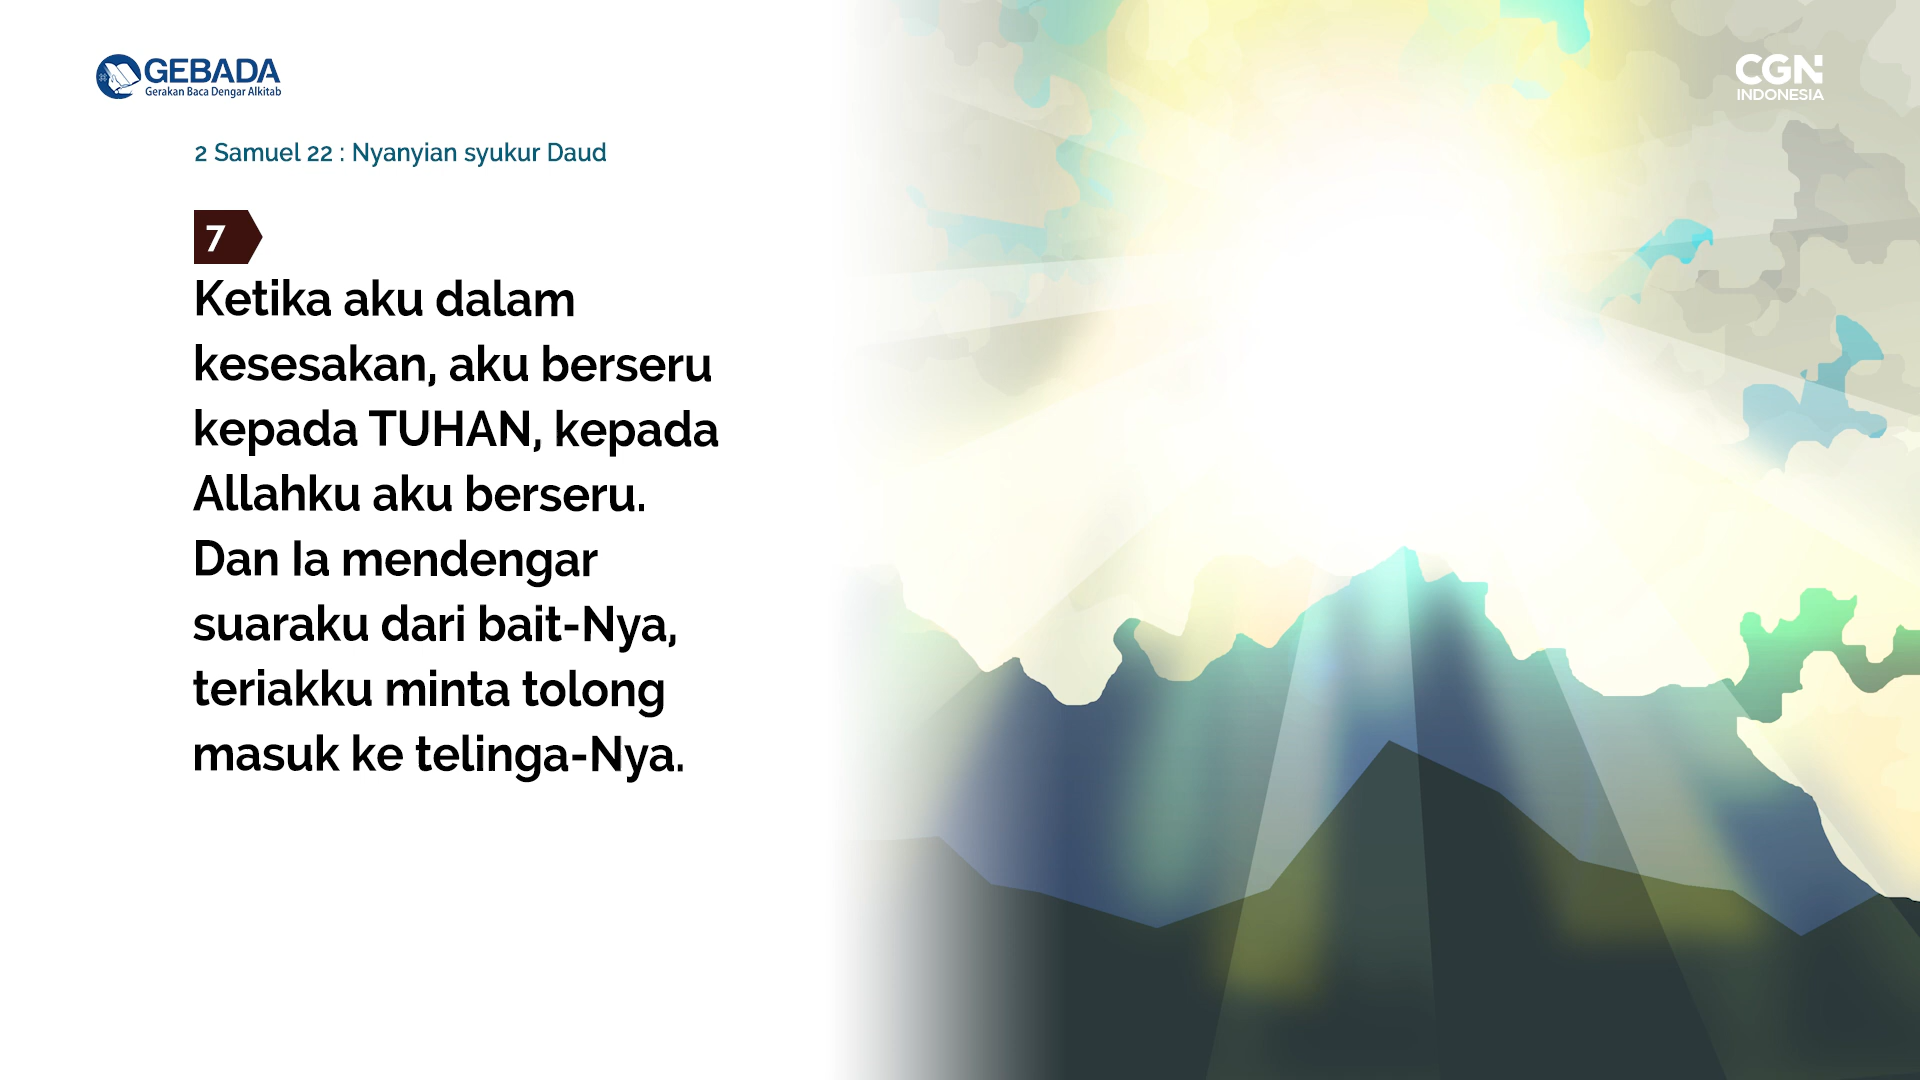 GEBADA
Gerakan Baca Dengar Alkitab
CGN
INDONESIA
2 Samuel 22 : Nyanyian syukur Daud
7
Ketika aku dalam
kesesakan, aku berseru
kepada TUHAN, kepada
Allahku aku berseru.
Dan Ia mendengar
suaraku dari bait-Nya,
teriakku minta tolong
masuk ke telinga-Nya.